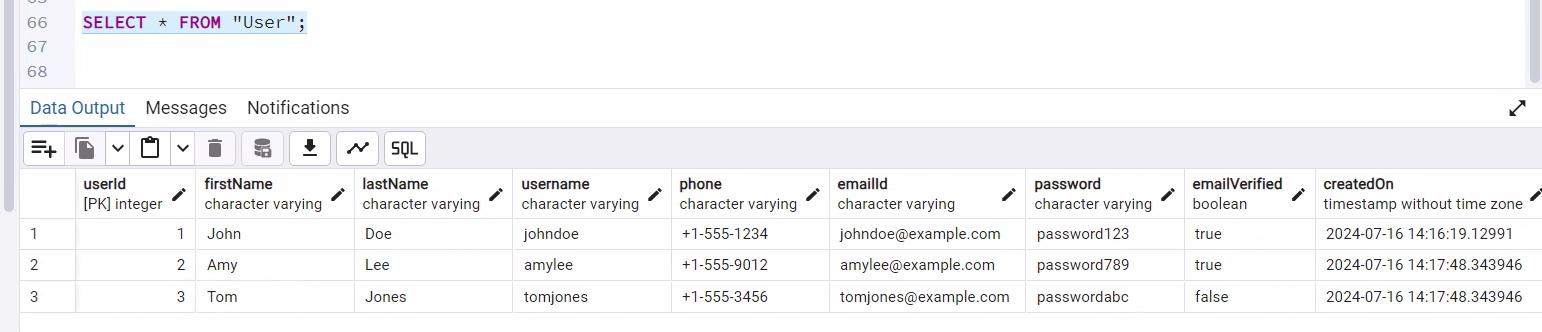 66 SELECT * FROM "User";
67
68
Data Output Messages Notifications
SQL
userId firstName lastName username phone emailId password emailVerified createdOn
[PK] integer character varying character varying character varying character varying character varying character varying boolean timestamp without time zone
1 1 John Doe johndoe +1-555-1234 johndoe@example.com password123 true 2024-07-16 14:16:19.12991
2 2 Amy Lee amylee +1-555-9012 amylee@example.com password789 true 2024-07-16 14:17:48.343946
3 3 Tom Jones tomjones +1-555-3456 tomjones@example.com passwordabc false 2024-07-16 14:17:48.343946